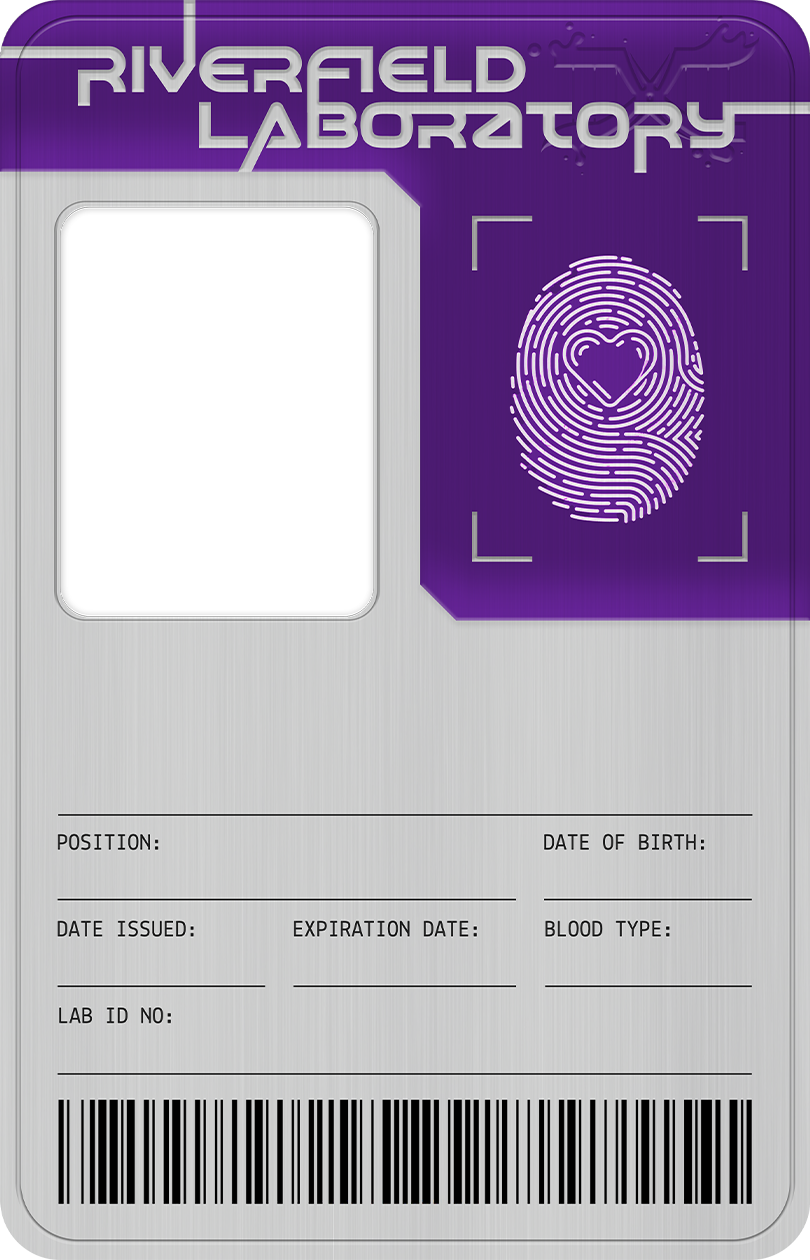 RIVERFIELD
LABORATORY
POSITION:
DATE OF BIRTH:
DATE ISSUED:
EXPIRATION DATE:
BLOOD TYPE:
LAB ID NO: